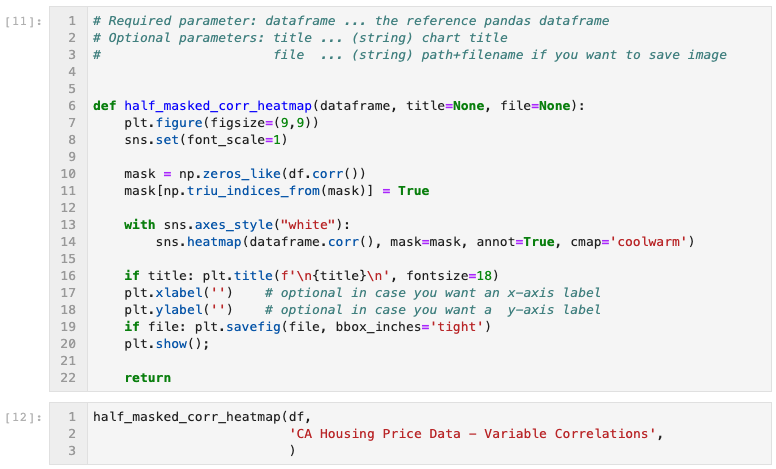 [11]:
1 # Required parameter: dataframe ... the reference pandas dataframe
2 # Optional parameters: title ... (string) chart title
3 #                      file  ... (string) path+filename if you want to save image
4
5
6 def half_masked_corr_heatmap(dataframe, title=None, file=None):
7     plt.figure(figsize=(9,9))
8     sns.set(font_scale=1)
9
10     mask = np.zeros_like(df.corr())
11     mask[np.triu_indices_from(mask)] = True
12
13     with sns.axes_style("white"):
14         sns.heatmap(dataframe.corr(), mask=mask, annot=True, cmap='coolwarm')
15
16     if title: plt.title(f'\n{title}\n', fontsize=18)
17     plt.xlabel('')    # optional in case you want an x-axis label
18     plt.ylabel('')    # optional in case you want a  y-axis label
19     if file: plt.savefig(file, bbox_inches='tight')
20     plt.show();
21
22     return
[12]:
1 half_masked_corr_heatmap(df,
2                          'CA Housing Price Data – Variable Correlations',
3                          )